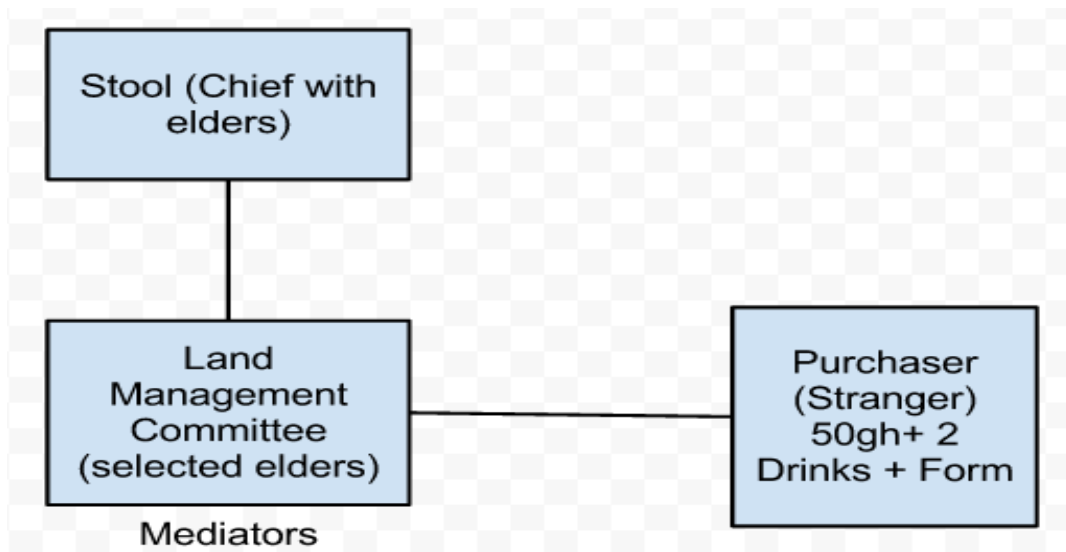 Stool (Chief with
elders)
Land
Management
Committee
(selected elders)
Mediators
Purchaser
(Stranger)
50gh+ 2
Drinks + Form